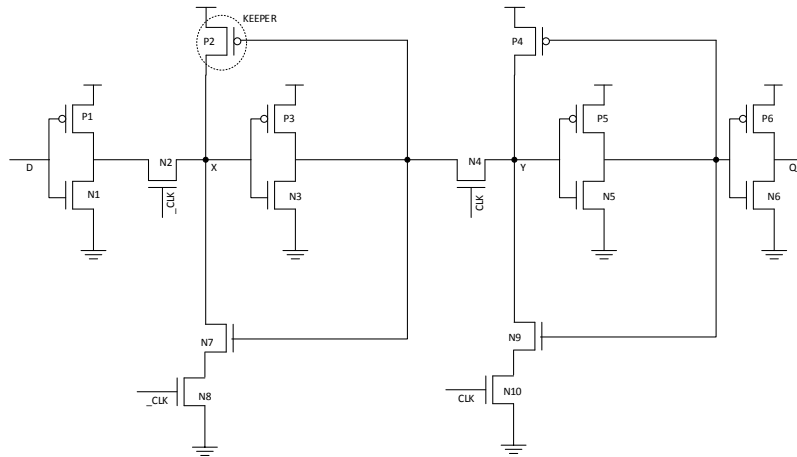 KEEPER
P2
P4
P1
P3
P5
P6
N2
N4
D
X
Y
Q
N1
N3
N5
N6
_CLK
CLK
N7
N9
N8
N10
_CLK
CLK